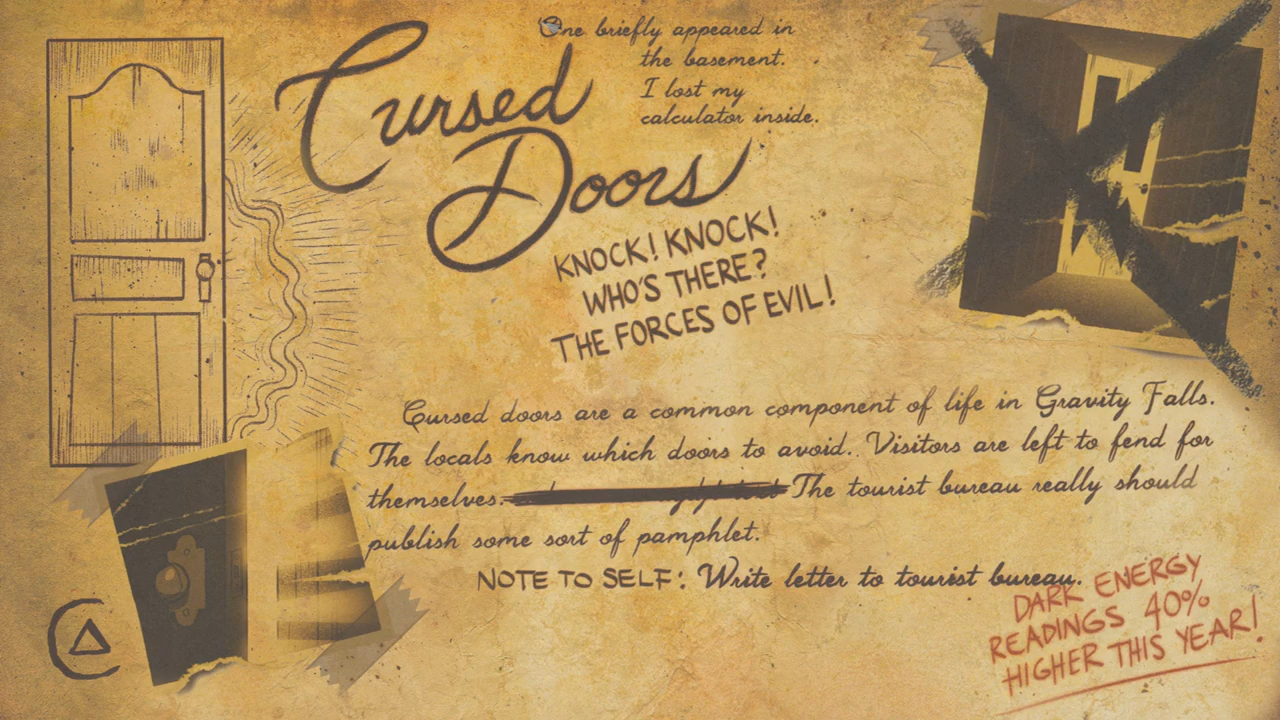 One briefly appeared in
the basement.
I lost my
calculator inside.
Cursed
Doors
KNOCK! KNOCK!
WHO'S THERE?
THE FORCES OF EVIL!
Cursed doors are a common component of life in Gravity Falls.
The locals know which doors to avoid. Visitors are left to fend for
themselves. The tourist bureau really should
publish some sort of pamphlet.
NOTE TO SELF: Write letter to tourist bureau.
DARK ENERGY
READINGS 40%
HIGHER THIS YEAR!